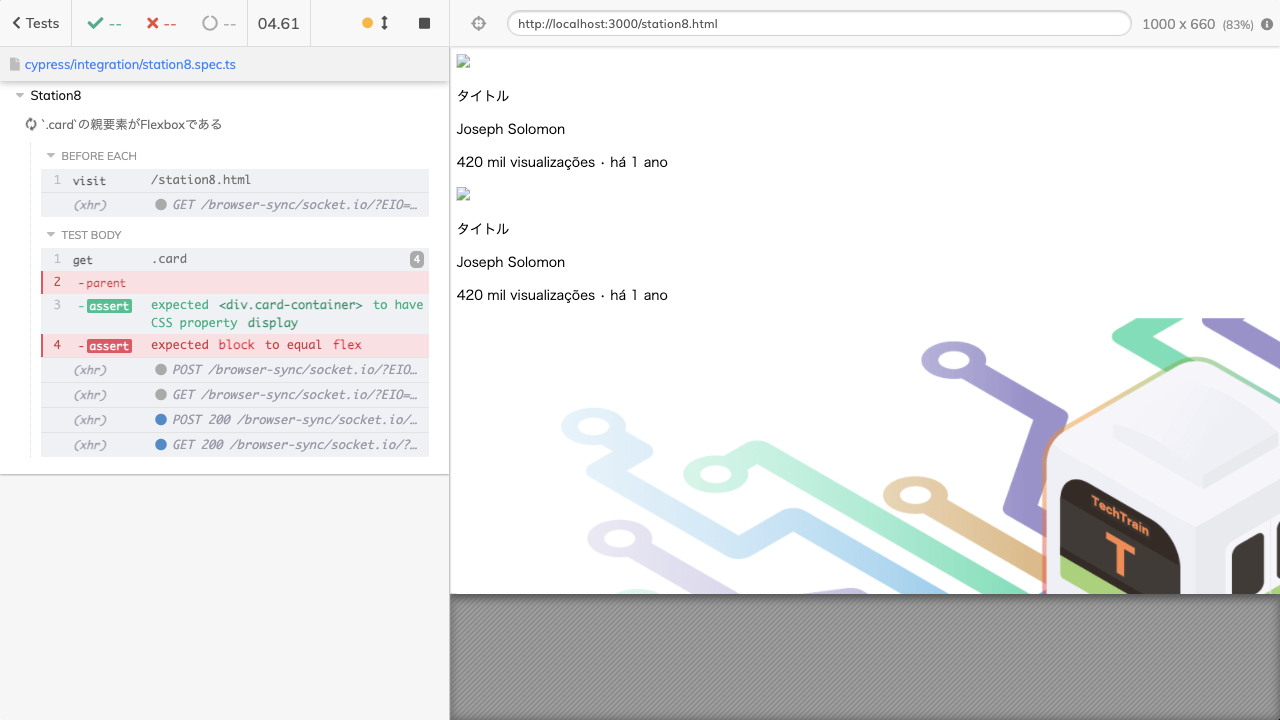 Tests
--
--
--
04.61
http://localhost:3000/station8.html
1000 x 660 (83%)
cypress/integration/station8.spec.ts
Station8
`.card`の親要素がFlexboxである
BEFORE EACH
1 visit /station8.html
(xhr) GET /browser-sync/socket.io/?EIO=…
TEST BODY
1 get .card 4
2 -parent
3 -assert expected <div.card-container> to have
CSS property display
4 -assert expected block to equal flex
(xhr) POST /browser-sync/socket.io/?EIO…
(xhr) GET /browser-sync/socket.io/?EIO=…
(xhr) POST 200 /browser-sync/socket.io/…
(xhr) GET 200 /browser-sync/socket.io/?…
タイトル
Joseph Solomon
420 mil visualizações・há 1 ano
タイトル
Joseph Solomon
420 mil visualizações・há 1 ano
TechTrain
T